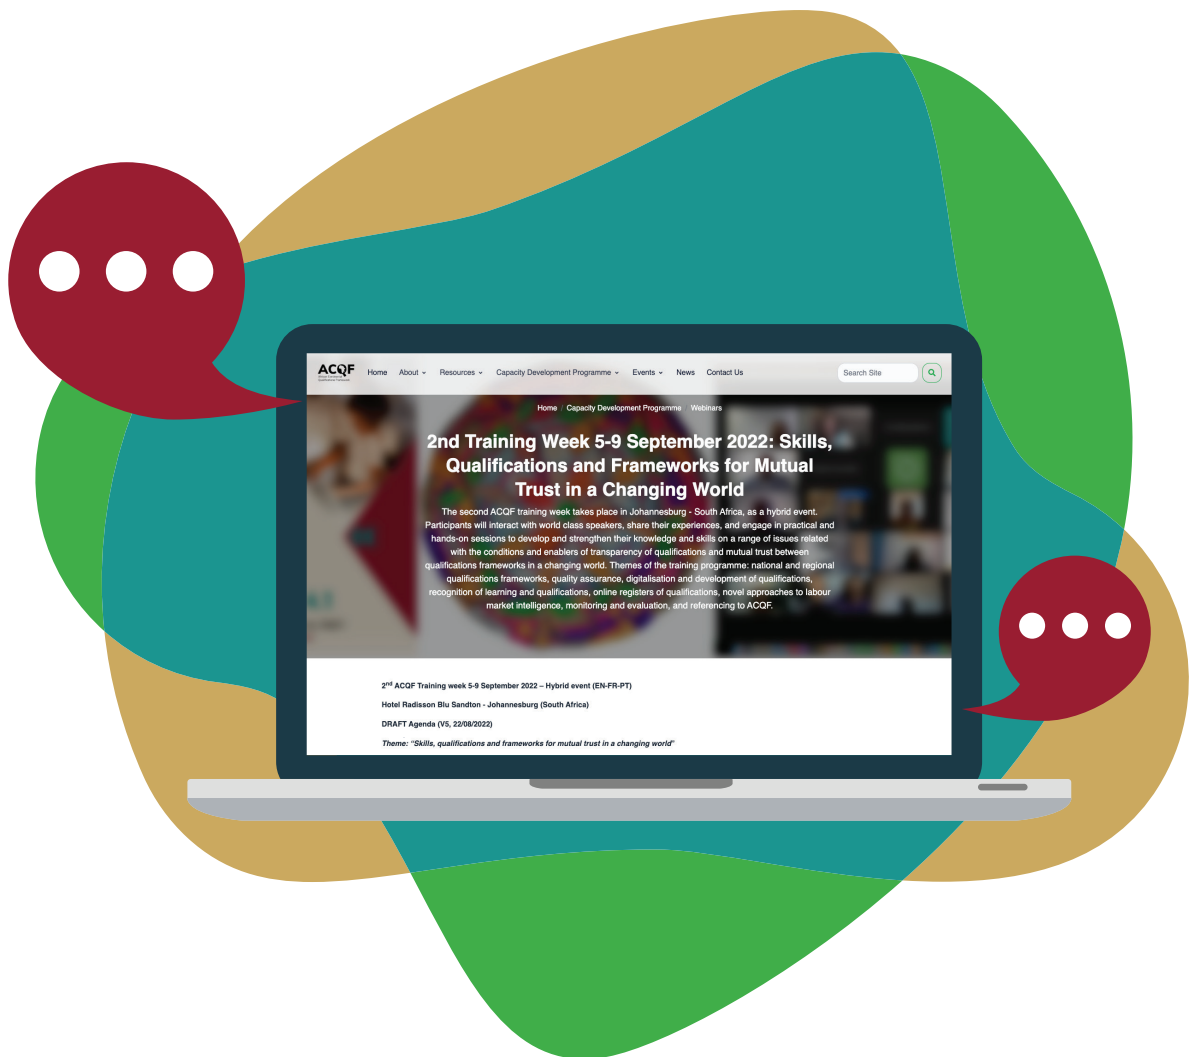 ACQF
Home About Resources Capacity Development Programme Events News Contact Us Search Site
Home / Capacity Development Programme Webinars
2nd Training Week 5-9 September 2022: Skills,
Qualifications and Frameworks for Mutual
Trust in a Changing World
The second ACQF training week takes place in Johannesburg - South Africa, as a hybrid event.
Participants will interact with world class speakers, share their experiences, and engage in practical and
hands-on sessions to develop and strengthen their knowledge and skills on a range of issues related
with the conditions and enablers of transparency of qualifications and mutual trust between
qualifications frameworks in a changing world. Themes of the training programme: national and regional
qualifications frameworks, quality assurance, digitalisation and development of qualifications,
recognition of learning and qualifications, online registers of qualifications, novel approaches to labour
market intelligence, monitoring and evaluation, and referencing to ACQF.
2nd ACQF Training week 5-9 September 2022 – Hybrid event (EN-FR-PT)
Hotel Radisson Blu Sandton - Johannesburg (South Africa)
DRAFT Agenda (V5, 22/08/2022)
Theme: "Skills, qualifications and frameworks for mutual trust in a changing world"